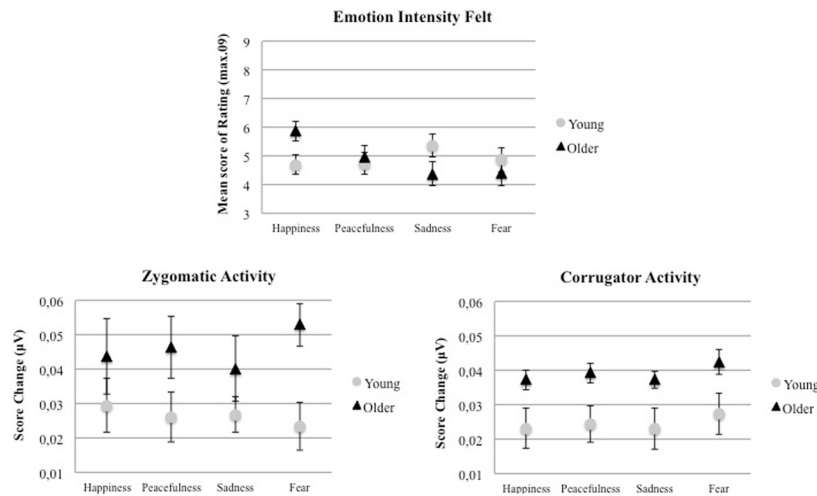 Emotion Intensity Felt
Mean score of Rating (max.09)
9
8
7
6
5
4
3
Happiness Peacefulness Sadness Fear
Young
Older
Zygomatic Activity
Score Change (μV)
0,06
0,05
0,04
0,03
0,02
0,01
Happiness Peacefulness Sadness Fear
Young
Older
Corrugator Activity
Score Change (μV)
0,06
0,05
0,04
0,03
0,02
0,01
Happiness Peacefulness Sadness Fear
Young
Older